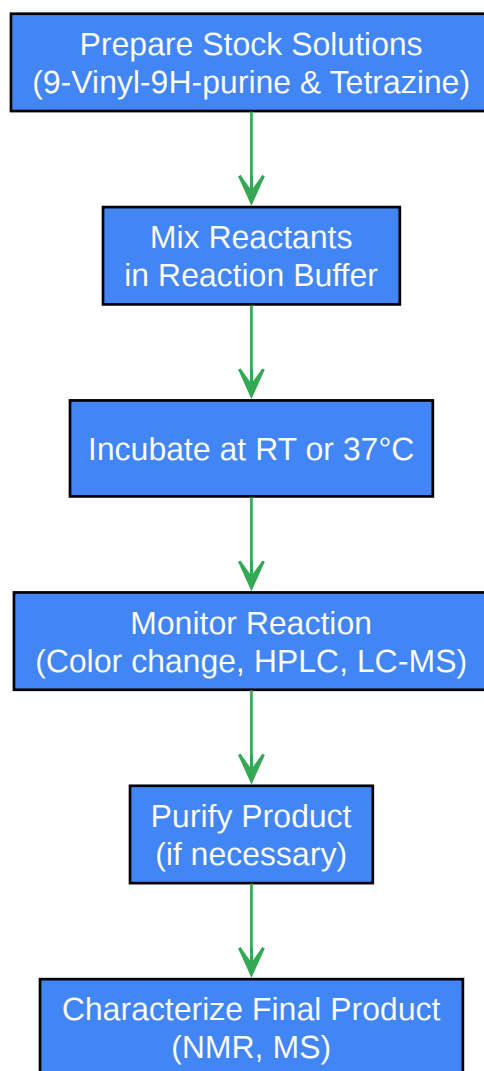 Prepare Stock Solutions
(9-Vinyl-9H-purine & Tetrazine)
Mix Reactants
in Reaction Buffer
Incubate at RT or 37°C
Monitor Reaction
(Color change, HPLC, LC-MS)
Purify Product
(if necessary)
Characterize Final Product
(NMR, MS)